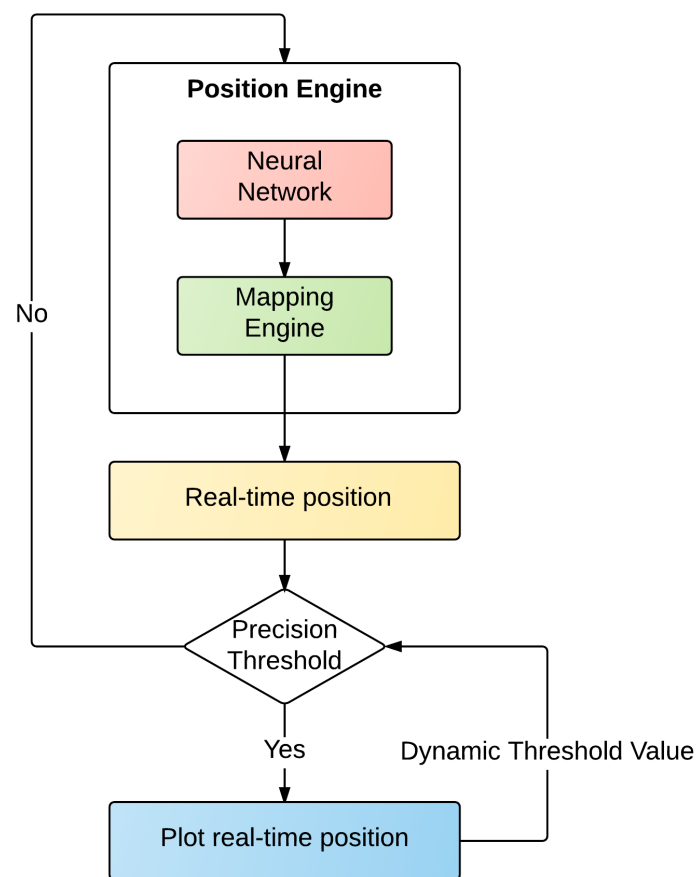 Position Engine
Neural
Network
Mapping
Engine
No
Real-time position
Precision
Threshold
Yes
Dynamic Threshold Value
Plot real-time position